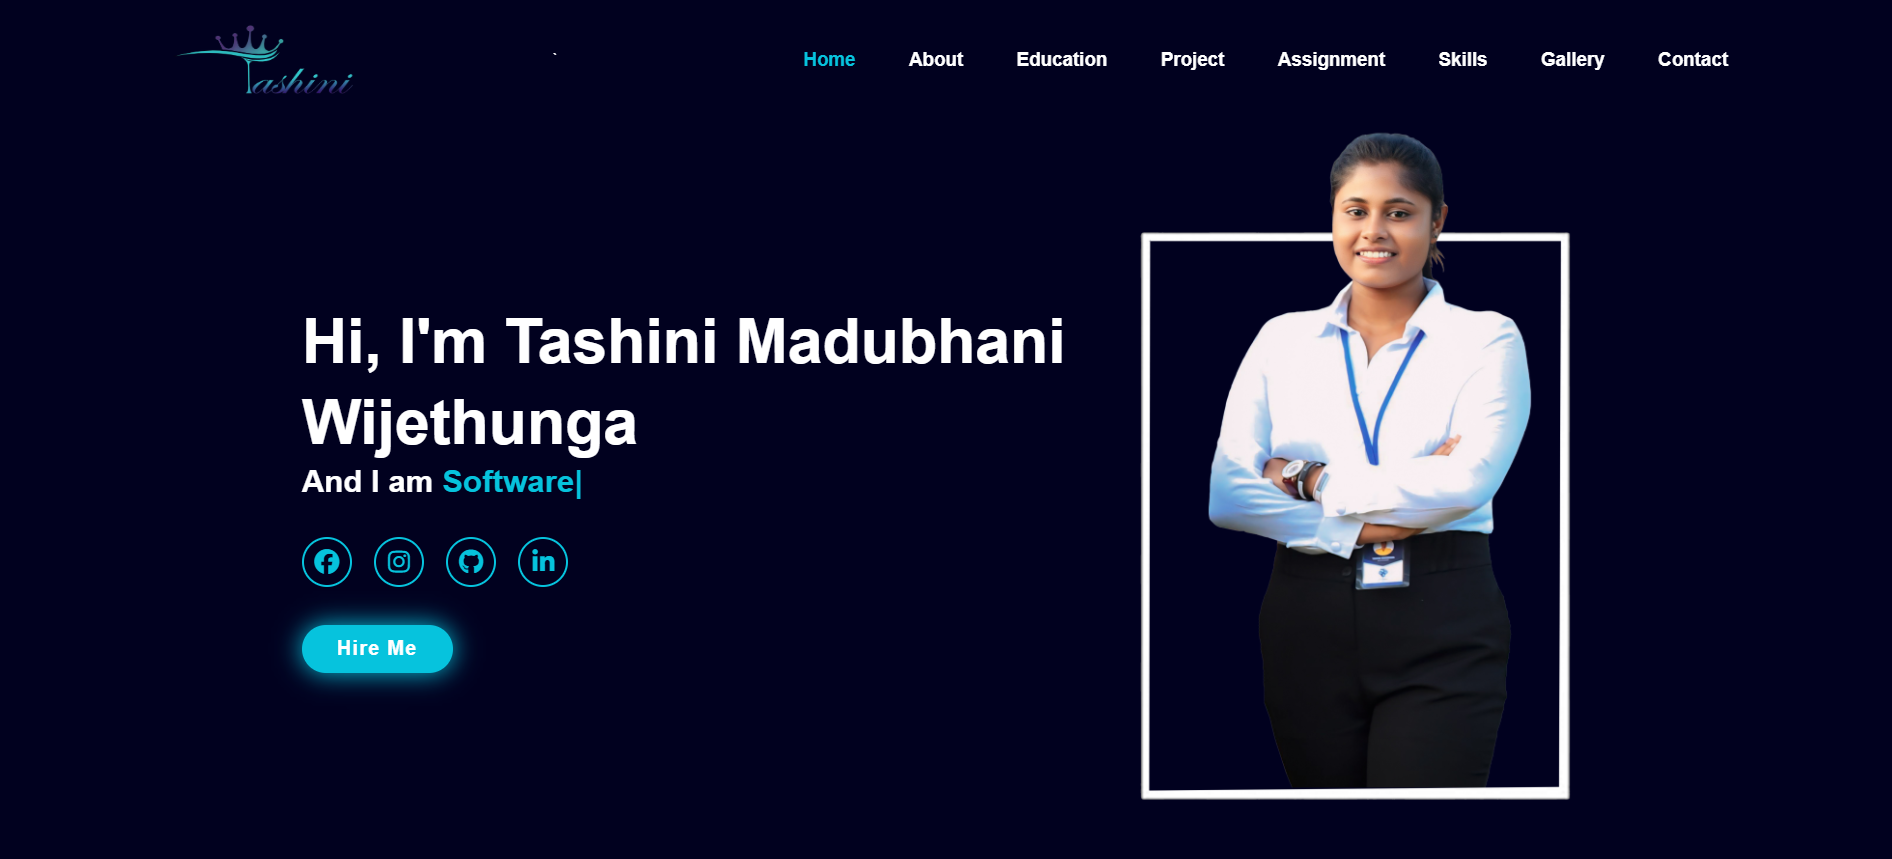 Tashini
`
Home About Education Project Assignment Skills Gallery Contact
Hi, I'm Tashini Madubhani
Wijethunga
And I am Software|
Hire Me